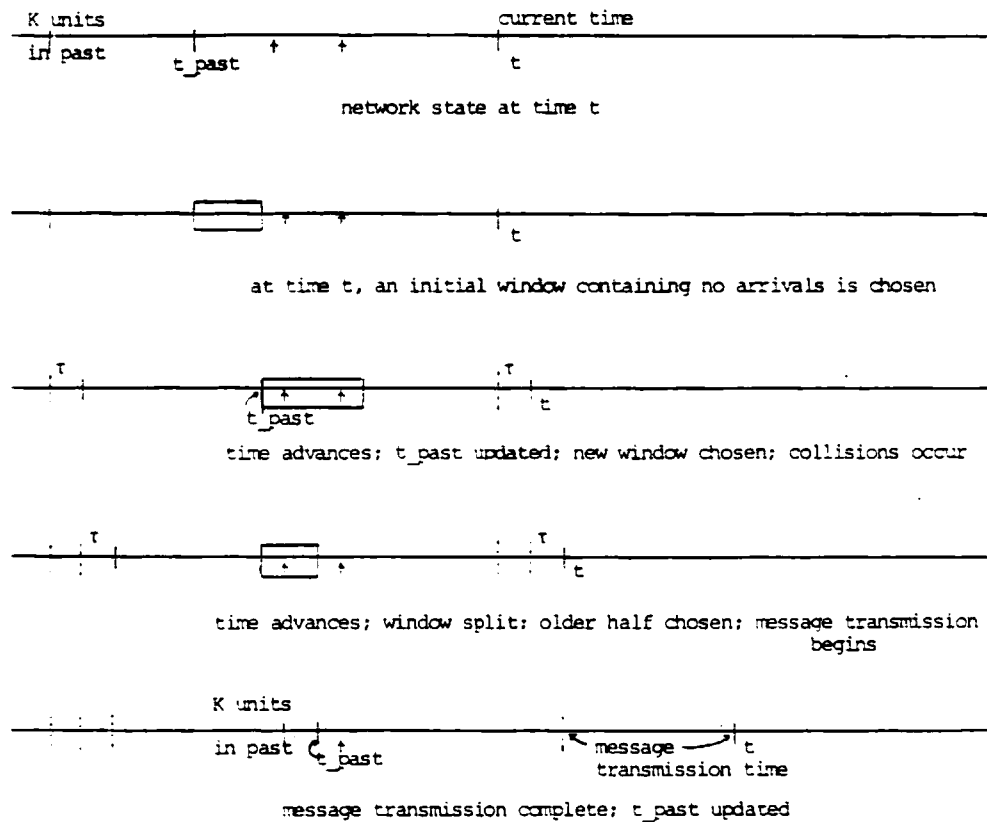 K units
current time
in past
t_past
t
network state at time t
t
at time t, an initial window containing no arrivals is chosen
τ
τ
t
t_past
time advances; t_past updated; new window chosen; collisions occur
τ
τ
t
time advances; window split; older half chosen; message transmission
begins
K units
in past
t_past
message
transmission time
t
message transmission complete; t_past updated